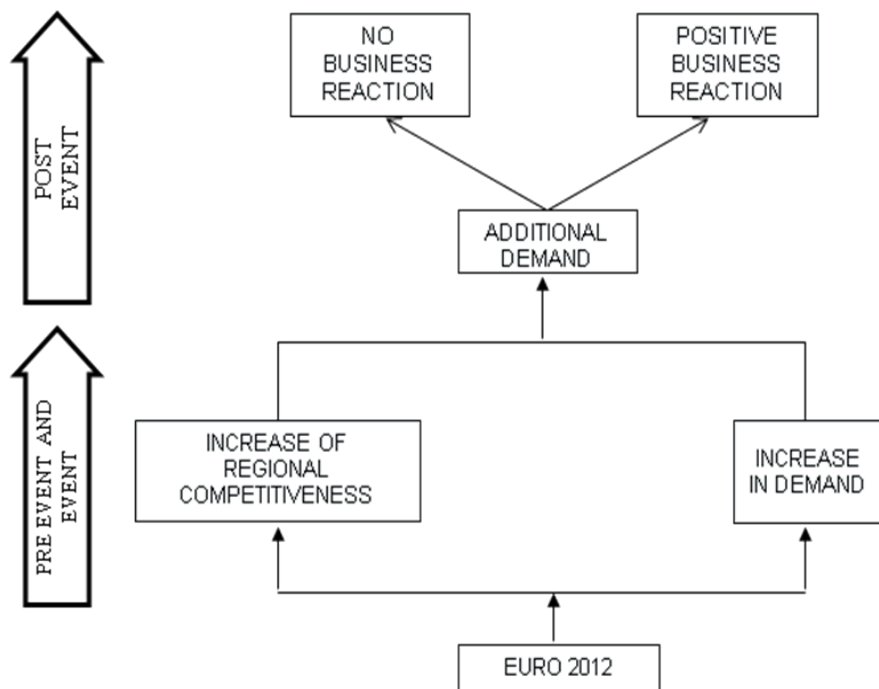 NO
BUSINESS
REACTION
POSITIVE
BUSINESS
REACTION
POST
EVENT
ADDITIONAL
DEMAND
PRE EVENT AND
EVENT
INCREASE OF
REGIONAL
COMPETITIVENESS
INCREASE
IN DEMAND
EURO 2012